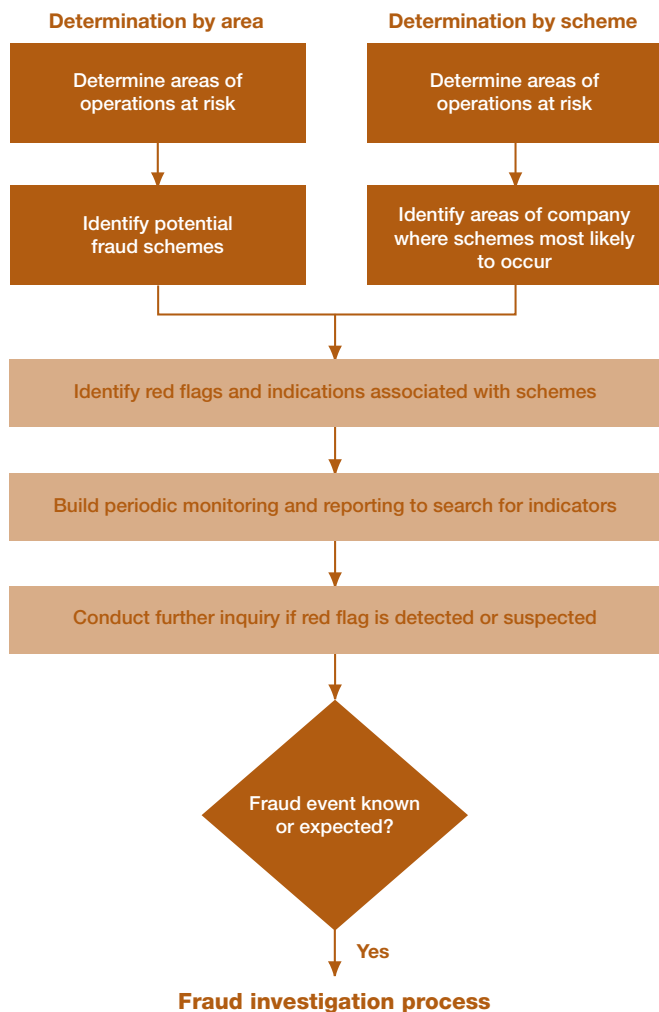 Determination by area
Determination by scheme
Determine areas of
operations at risk
Determine areas of
operations at risk
Identify potential
fraud schemes
Identify areas of company
where schemes most likely
to occur
Identify red flags and indications associated with schemes
Build periodic monitoring and reporting to search for indicators
Conduct further inquiry if red flag is detected or suspected
Fraud event known
or expected?
Yes
Fraud investigation process